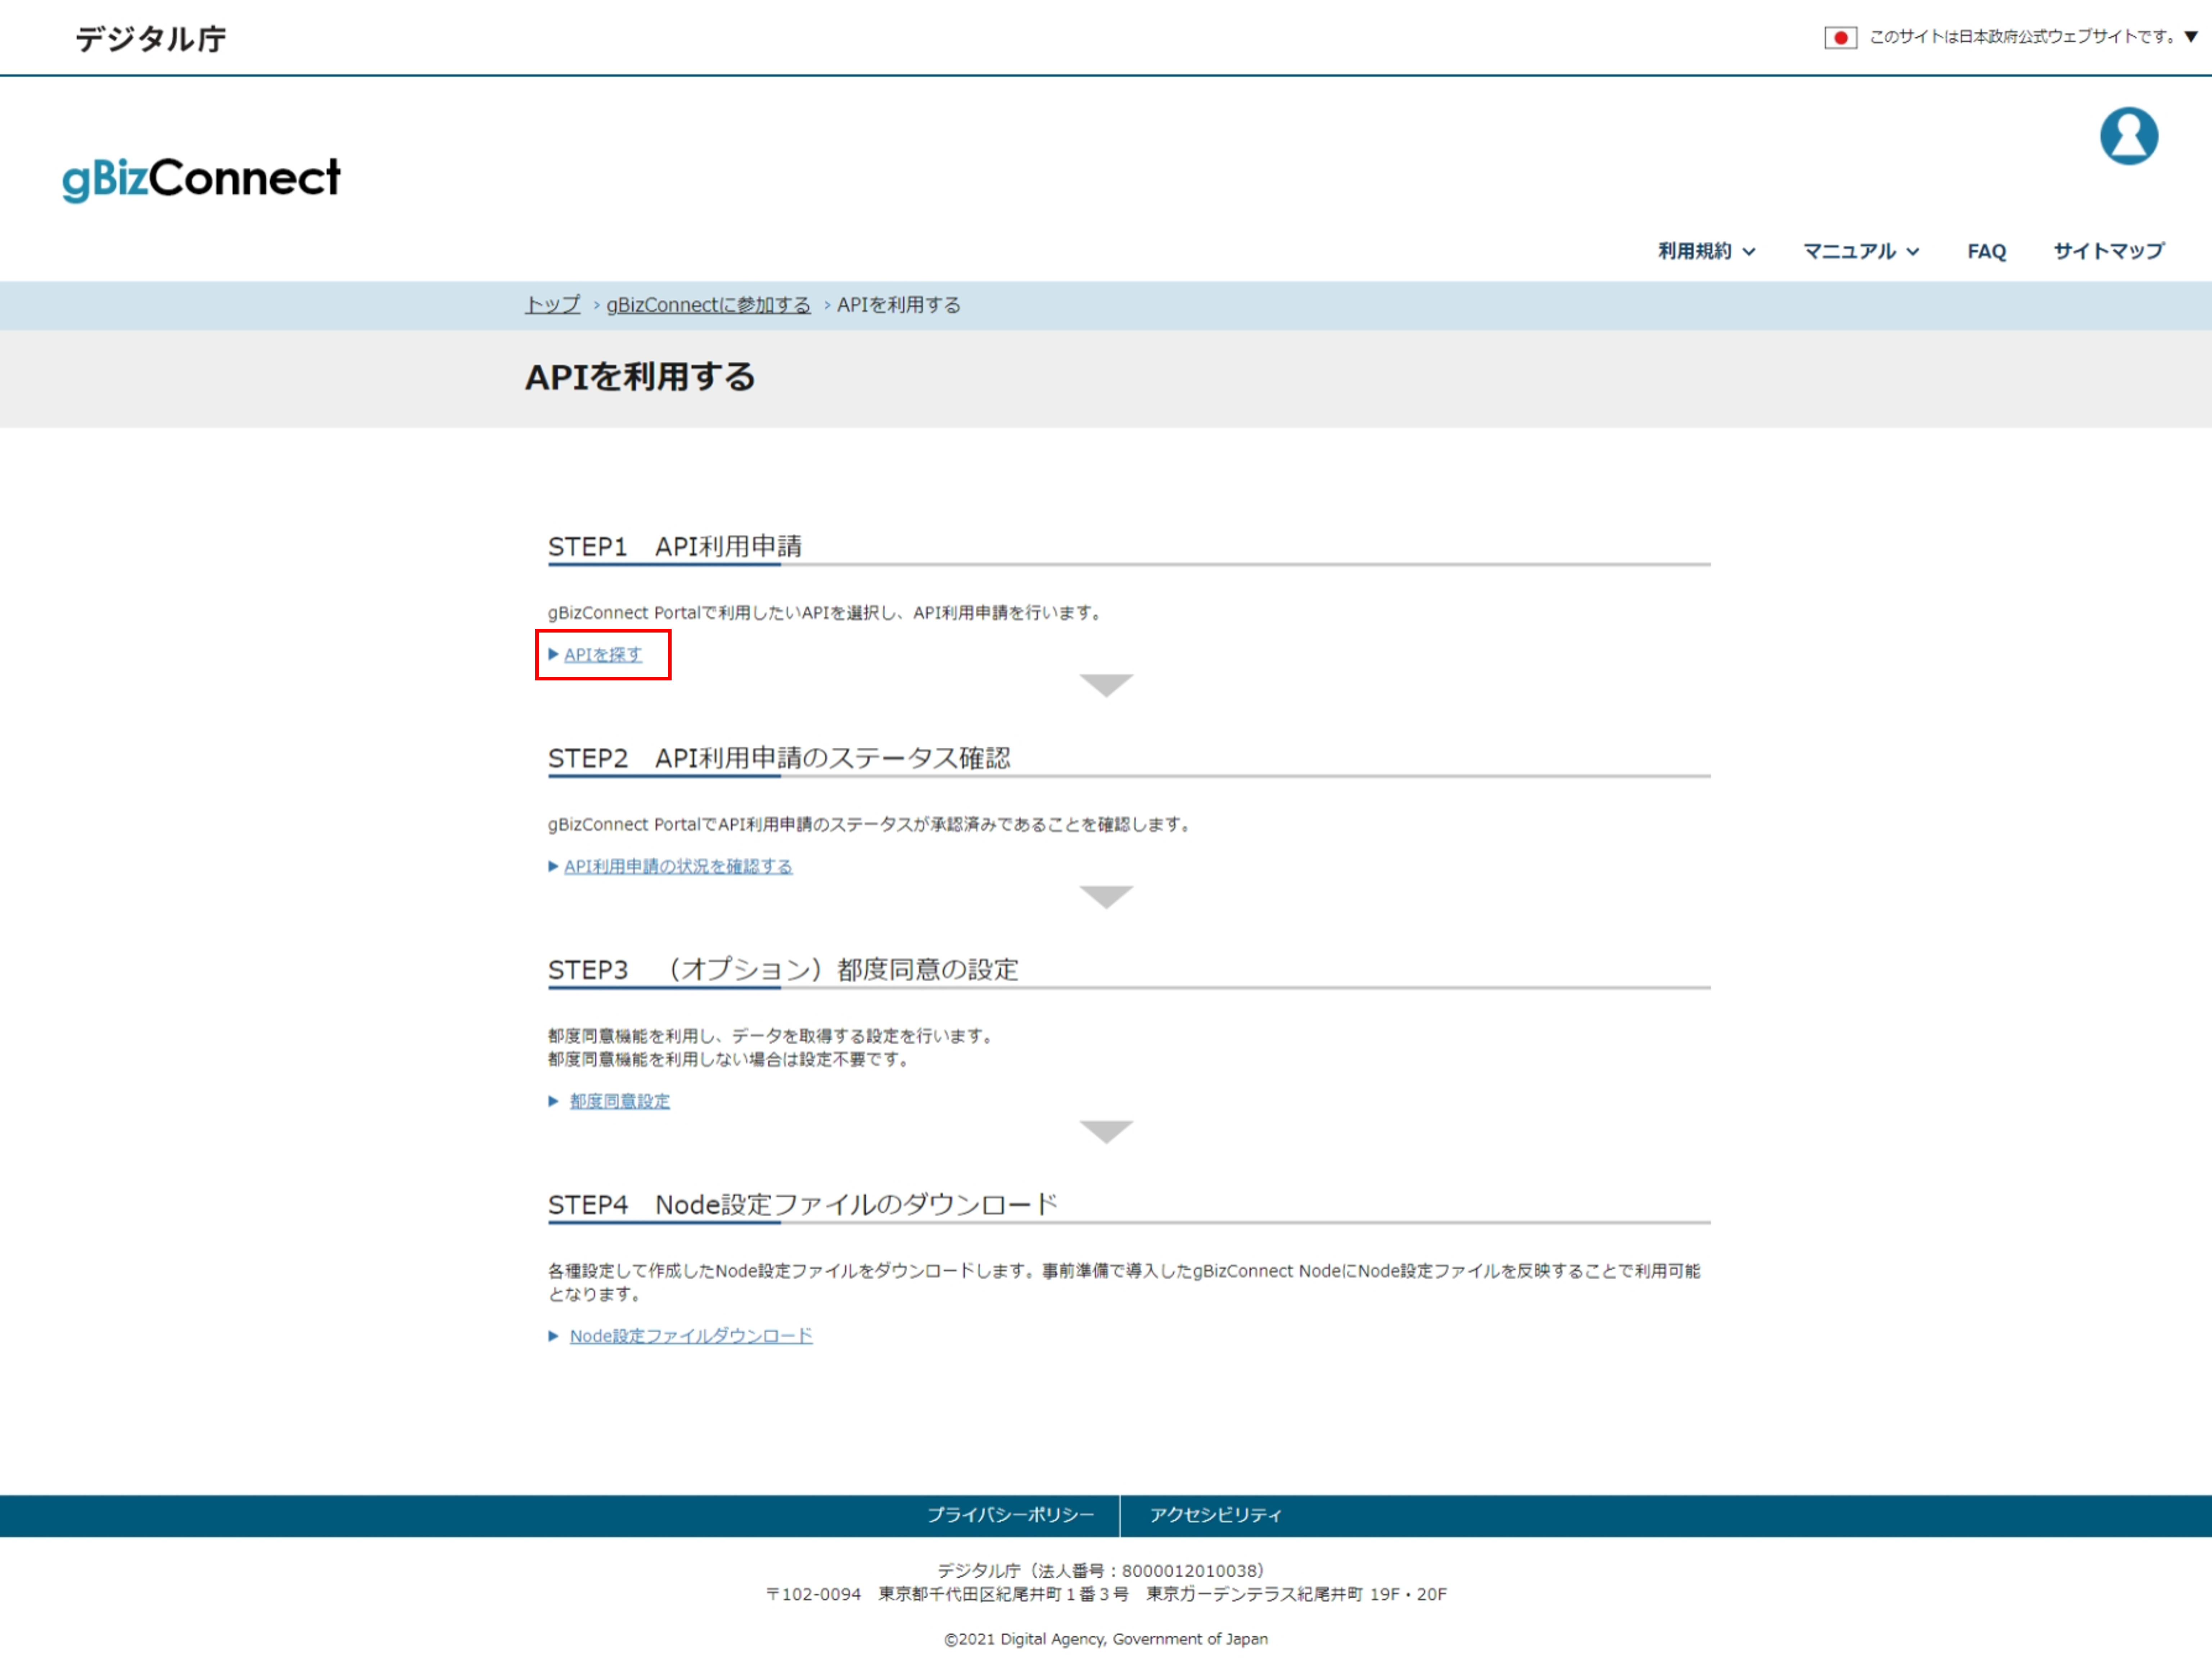 デジタル庁
このサイトは日本政府公式ウェブサイトです。▼
gBizConnect
利用規約 マニュアル FAQ サイトマップ
トップ > gBizConnectに参加する > APIを利用する
APIを利用する
STEP1 API利用申請
gBizConnect Portalで利用したいAPIを選択し、API利用申請を行います。
▶ APIを探す
STEP2 API利用申請のステータス確認
gBizConnect PortalでAPI利用申請のステータスが承認済みであることを確認します。
▶ API利用申請の状況を確認する
STEP3 （オプション）都度同意の設定
都度同意機能を利用し、データを取得する設定を行います。
都度同意機能を利用しない場合は設定不要です。
▶ 都度同意設定
STEP4 Node設定ファイルのダウンロード
各種設定して作成したNode設定ファイルをダウンロードします。事前準備で導入したgBizConnect NodeにNode設定ファイルを反映することで利用可能
となります。
▶ Node設定ファイルダウンロード
プライバシーポリシー アクセシビリティ
デジタル庁（法人番号：8000012010038）
〒102-0094 東京都千代田区紀尾井町１番３号 東京ガーデンテラス紀尾井町 19F・20F
©2021 Digital Agency, Government of Japan